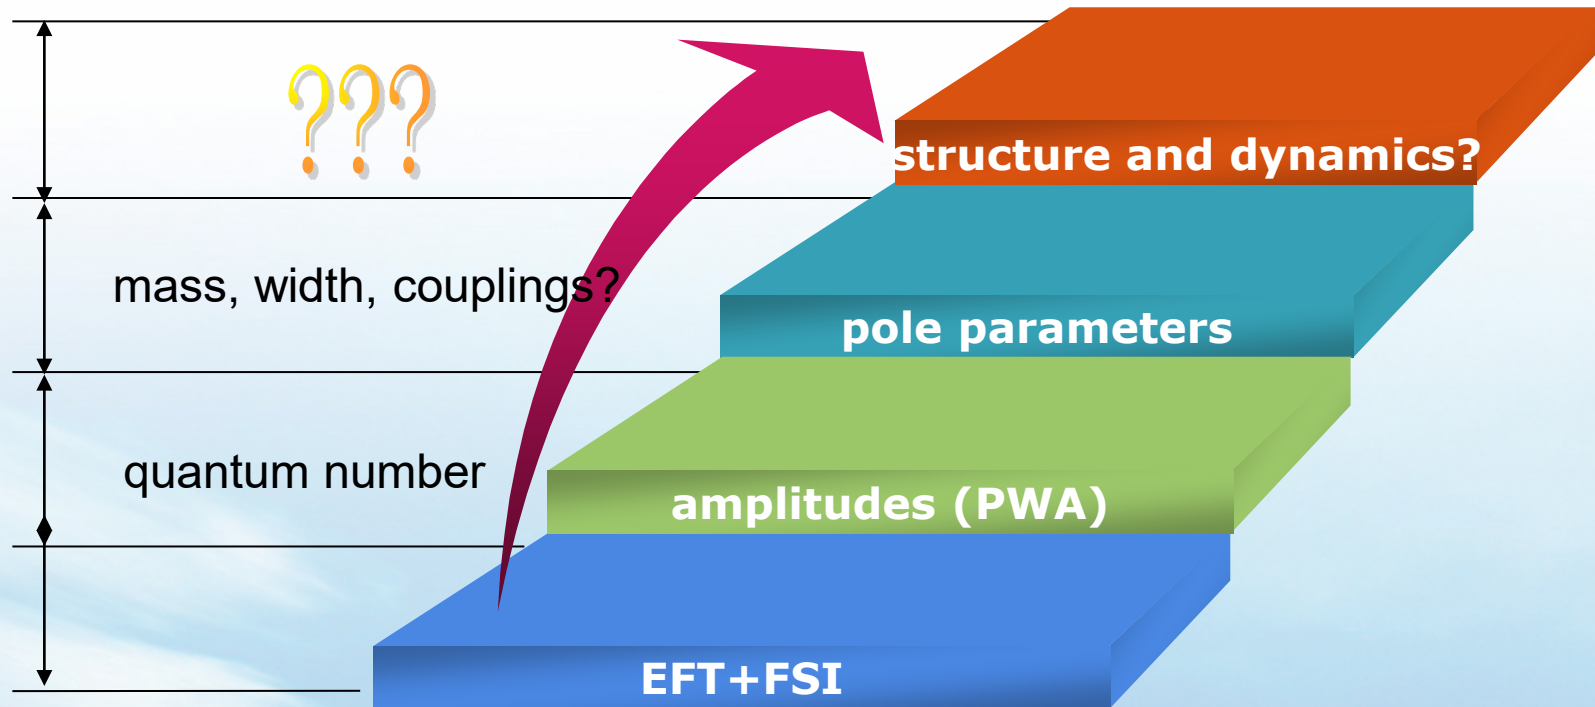 ???
structure and dynamics?
mass, width, couplings?
pole parameters
quantum number
amplitudes (PWA)
EFT+FSI